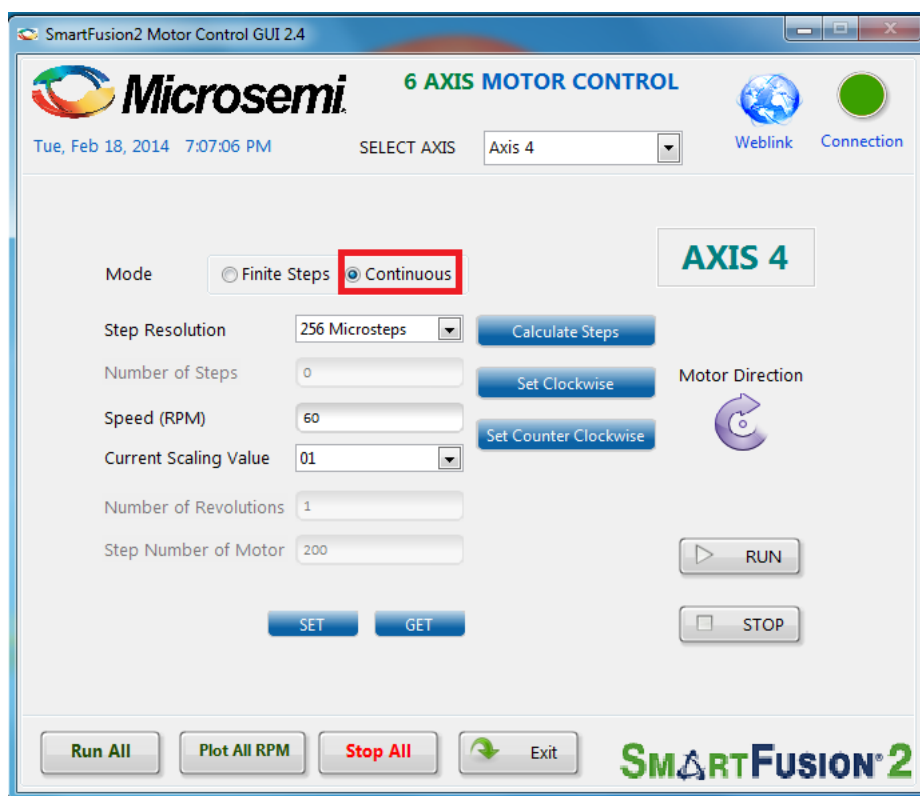 SmartFusion2 Motor Control GUI 2.4
Microsemi.
6 AXIS MOTOR CONTROL
Tue, Feb 18, 2014 7:07:06 PM
SELECT AXIS
Axis 4
Weblink
Connection
AXIS 4
Mode
Finite Steps
Continuous
Step Resolution
256 Microsteps
Calculate Steps
Number of Steps
0
Set Clockwise
Motor Direction
Speed (RPM)
60
Set Counter Clockwise
Current Scaling Value
01
Number of Revolutions
1
Step Number of Motor
200
RUN
SET
GET
STOP
Run All
Plot All RPM
Stop All
Exit
SMARTFUSION®2